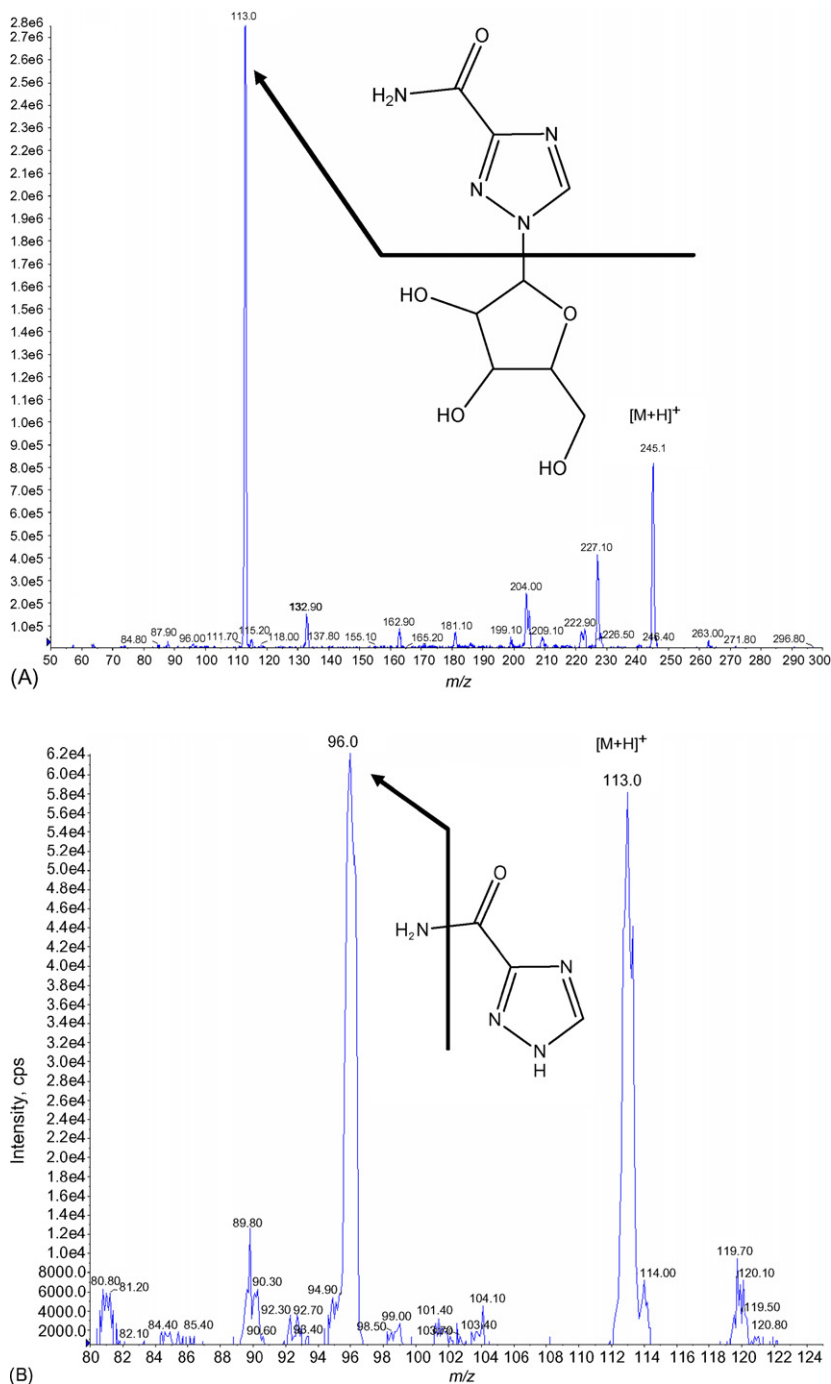 113.0
2.8e6
2.7e6
2.6e6
2.5e6
2.3e6
2.2e6
2.1e6
2.0e6
1.9e6
1.8e6
1.7e6
1.6e6
1.5e6
1.4e6
1.3e6
1.2e6
1.1e6
1.0e6
9.0e5
8.0e5
7.0e5
6.0e5
5.0e5
4.0e5
3.0e5
2.0e5
1.0e5
O
H₂N
N
N
N
HO
O
HO
HO
[M+H]⁺
245.1
227.10
204.00
132.90
162.90 181.10
84.80 87.90 96.00 111.70 115.20 118.00 137.80 155.10 165.20 199.10 209.10 222.90 226.50 246.40 263.00 271.80 296.80
50 60 70 80 90 100 110 120 130 140 150 160 170 180 190 200 210 220 230 240 250 260 270 280 290 300
(A)
m/z
6.2e4
6.0e4
5.8e4
5.6e4
5.4e4
5.2e4
5.0e4
4.8e4
4.6e4
4.4e4
4.2e4
4.0e4
3.8e4
3.6e4
3.4e4
3.2e4
3.0e4
2.8e4
2.6e4
2.4e4
2.2e4
2.0e4
1.8e4
1.6e4
1.4e4
1.2e4
1.0e4
8000.0
6000.0
4000.0
2000.0
Intensity, cps
96.0
[M+H]⁺
113.0
O
H₂N
N
N
N
H
89.80
119.70
80.80 81.20 90.30 94.90 114.00 120.10
92.30 92.70 99.00 101.40 104.10 119.50
82.10 84.40 85.40 90.60 98.50 103.40 120.80
80 82 84 86 88 90 92 94 96 98 100 102 104 106 108 110 112 114 116 118 120 122 124
(B)
m/z